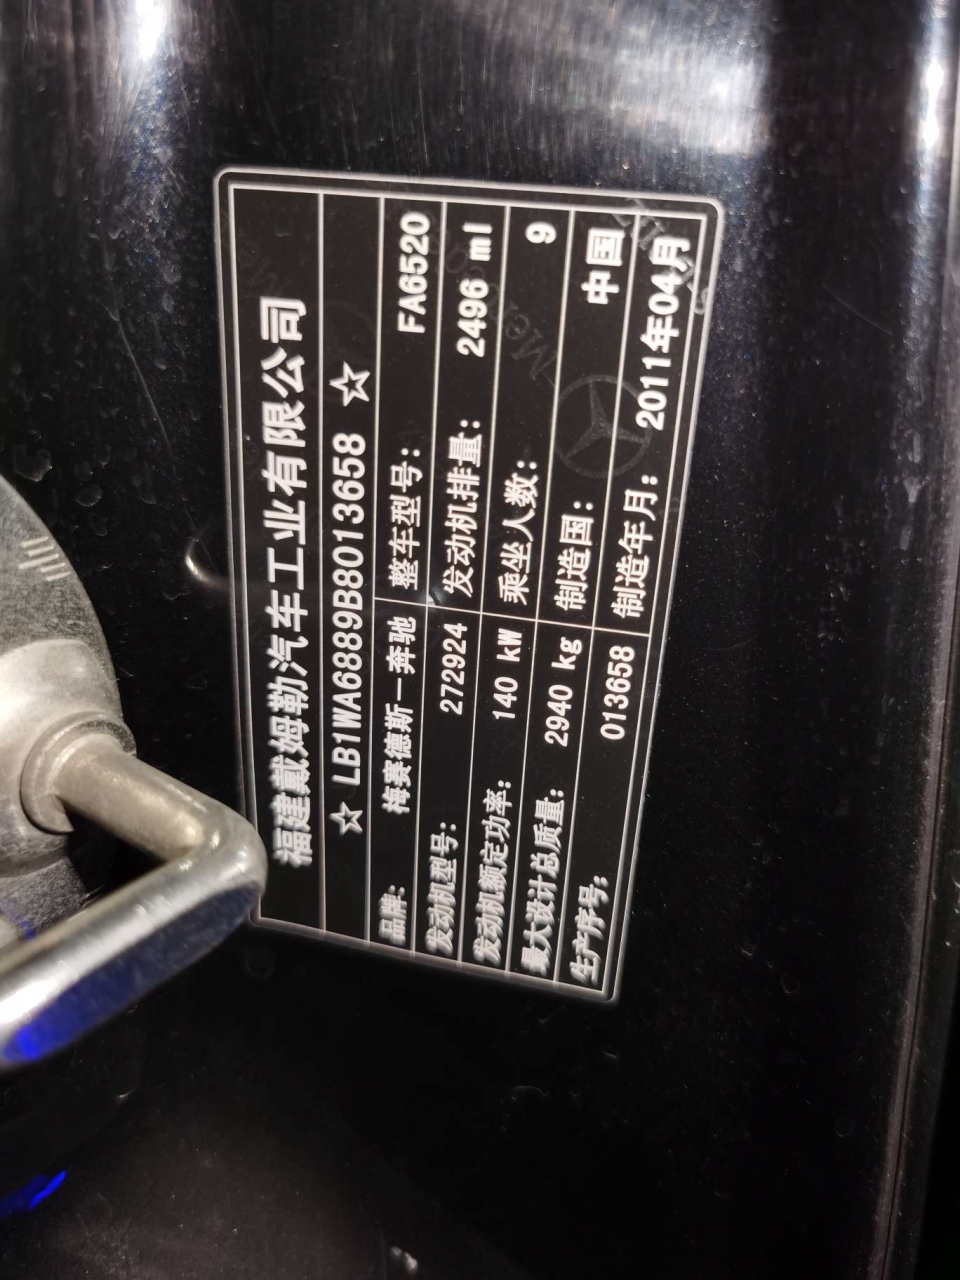 福建戴姆勒汽车工业有限公司
☆ LB1WA6889B8013658 ☆
品牌: 梅赛德斯一奔驰 整车型号: FA6520
发动机型号: 272924 发动机排量: 2496 ml
发动机额定功率: 140 kW 乘坐人数: 9
最大设计总质量: 2940 kg 制造国: 中国
生产序号: 013658 制造年月: 2011年04月